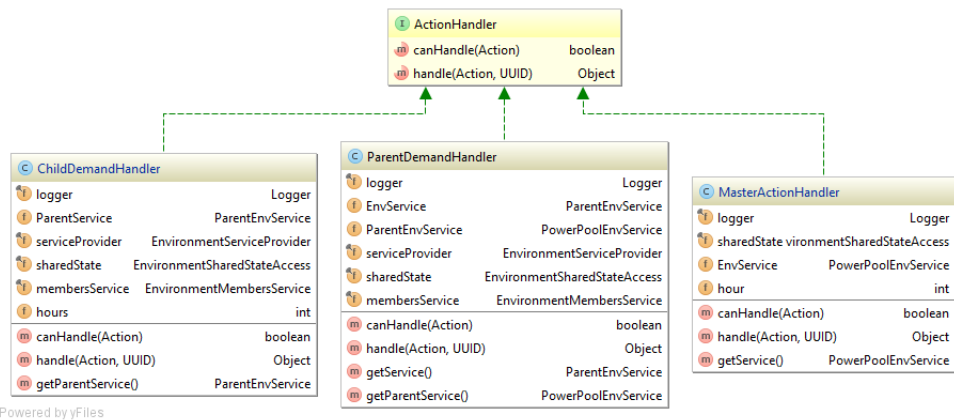 I ActionHandler
m canHandle(Action) boolean
m handle(Action, UUID) Object
C ChildDemandHandler
f logger Logger
f ParentService ParentEnvService
f serviceProvider EnvironmentServiceProvider
f sharedState EnvironmentSharedStateAccess
f membersService EnvironmentMembersService
f hours int
m canHandle(Action) boolean
m handle(Action, UUID) Object
m getParentService() ParentEnvService
C ParentDemandHandler
f logger Logger
f EnvService ParentEnvService
f ParentEnvService PowerPoolEnvService
f serviceProvider EnvironmentServiceProvider
f sharedState EnvironmentSharedStateAccess
f membersService EnvironmentMembersService
m canHandle(Action) boolean
m handle(Action, UUID) Object
m getService() ParentEnvService
m getParentService() PowerPoolEnvService
C MasterActionHandler
f logger Logger
f sharedState vironmentSharedStateAccess
f EnvService PowerPoolEnvService
f hour int
m canHandle(Action) boolean
m handle(Action, UUID) Object
m getService() PowerPoolEnvService
Powered by yFiles